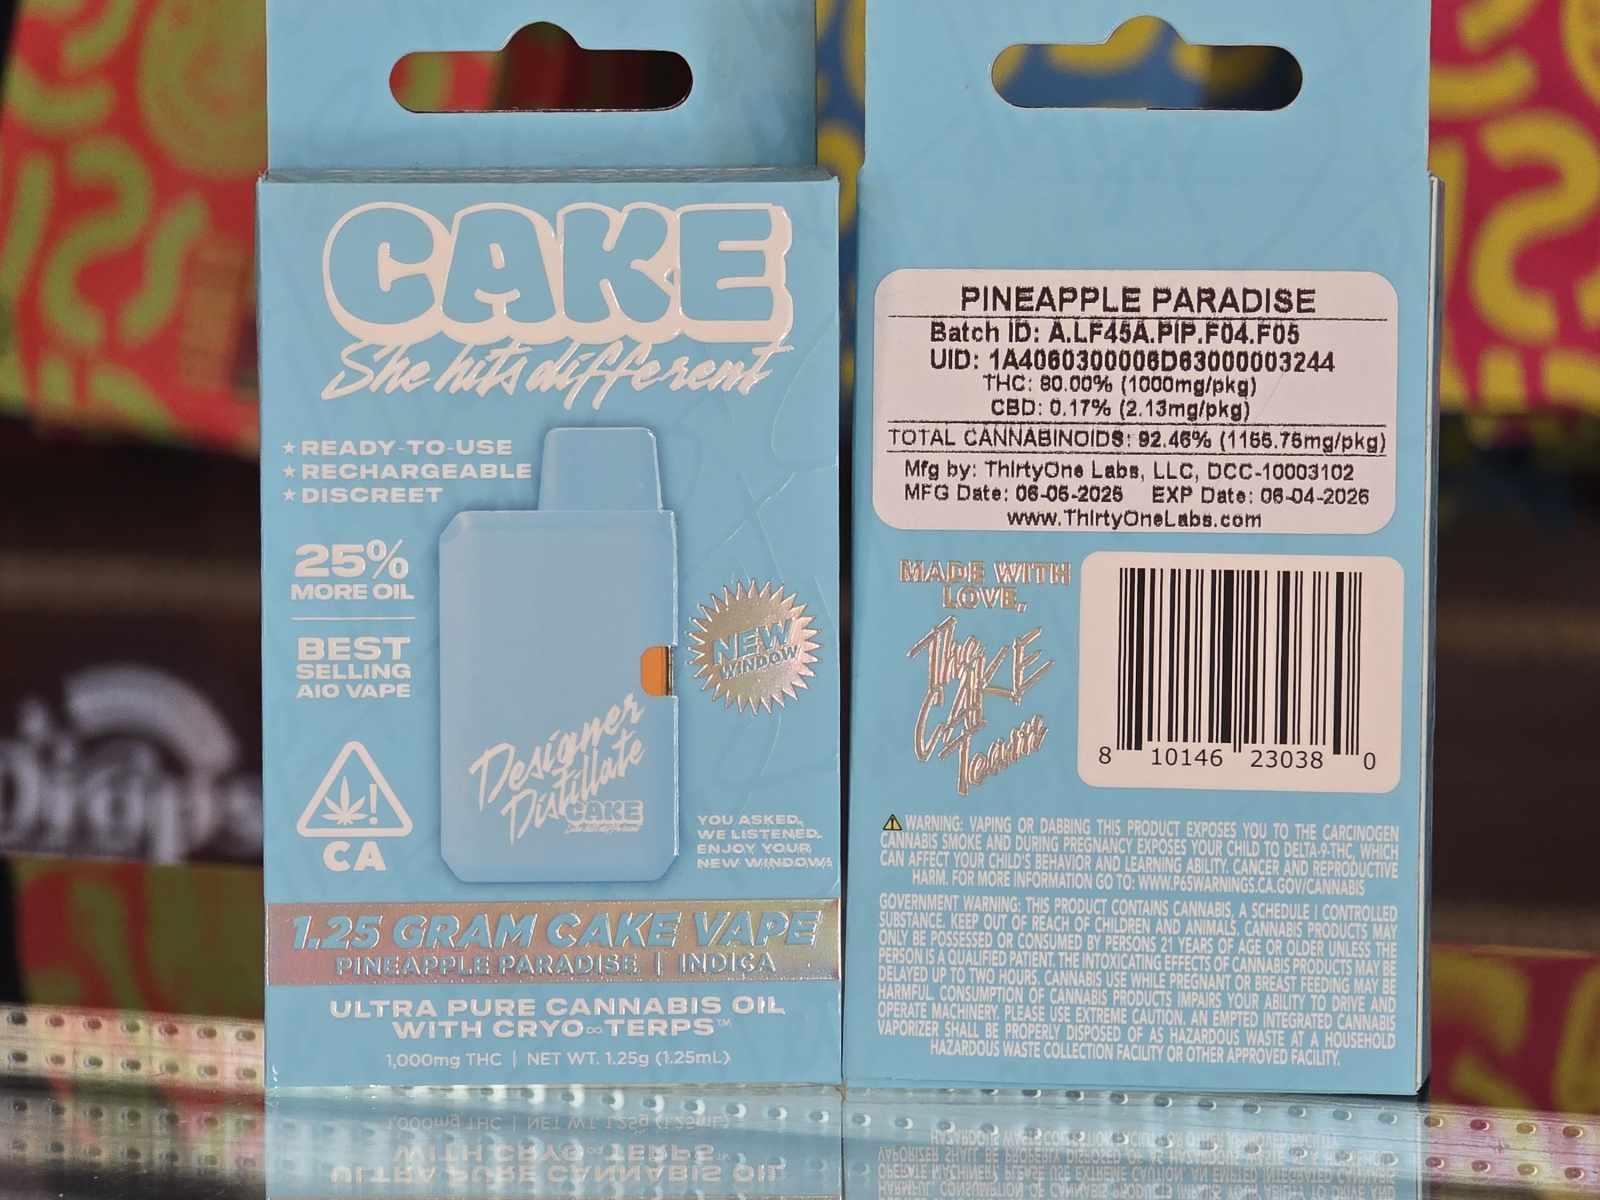 CAKE
She hits different
★ READY-TO-USE
★ RECHARGEABLE
★ DISCREET
25%
MORE OIL
BEST
SELLING
AIO VAPE
NEW
WINDOW
Designer
Distillate
CAKE
She hits different
CA
YOU ASKED,
WE LISTENED.
ENJOY YOUR
NEW WINDOW!
1.25 GRAM CAKE VAPE
PINEAPPLE PARADISE | INDICA
ULTRA PURE CANNABIS OIL
WITH CRYO∞TERPS™
1,000mg THC | NET WT. 1.25g (1.25mL)
PINEAPPLE PARADISE
Batch ID: A.LF45A.PIP.F04.F05
UID: 1A4060300006D63000003244
THC: 80.00% (1000mg/pkg)
CBD: 0.17% (2.13mg/pkg)
TOTAL CANNABINOIDS: 92.46% (1155.75mg/pkg)
Mfg by: ThirtyOne Labs, LLC, DCC-10003102
MFG Date: 06-05-2025 EXP Date: 06-04-2026
www.ThirtyOneLabs.com
MADE WITH
LOVE,
The
CAKE
Team
8 10146 23038 0
WARNING: VAPING OR DABBING THIS PRODUCT EXPOSES YOU TO THE CARCINOGEN
CANNABIS SMOKE AND DURING PREGNANCY EXPOSES YOUR CHILD TO DELTA-9-THC, WHICH
CAN AFFECT YOUR CHILD'S BEHAVIOR AND LEARNING ABILITY. CANCER AND REPRODUCTIVE
HARM. FOR MORE INFORMATION GO TO: WWW.P65WARNINGS.CA.GOV/CANNABIS
GOVERNMENT WARNING: THIS PRODUCT CONTAINS CANNABIS, A SCHEDULE I CONTROLLED
SUBSTANCE. KEEP OUT OF REACH OF CHILDREN AND ANIMALS. CANNABIS PRODUCTS MAY
ONLY BE POSSESSED OR CONSUMED BY PERSONS 21 YEARS OF AGE OR OLDER UNLESS THE
PERSON IS A QUALIFIED PATIENT. THE INTOXICATING EFFECTS OF CANNABIS PRODUCTS MAY BE
DELAYED UP TO TWO HOURS. CANNABIS USE WHILE PREGNANT OR BREAST FEEDING MAY BE
HARMFUL. CONSUMPTION OF CANNABIS PRODUCTS IMPAIRS YOUR ABILITY TO DRIVE AND
OPERATE MACHINERY. PLEASE USE EXTREME CAUTION. AN EMPTED INTEGRATED CANNABIS
VAPORIZER SHALL BE PROPERLY DISPOSED OF AS HAZARDOUS WASTE AT A HOUSEHOLD
HAZARDOUS WASTE COLLECTION FACILITY OR OTHER APPROVED FACILITY.